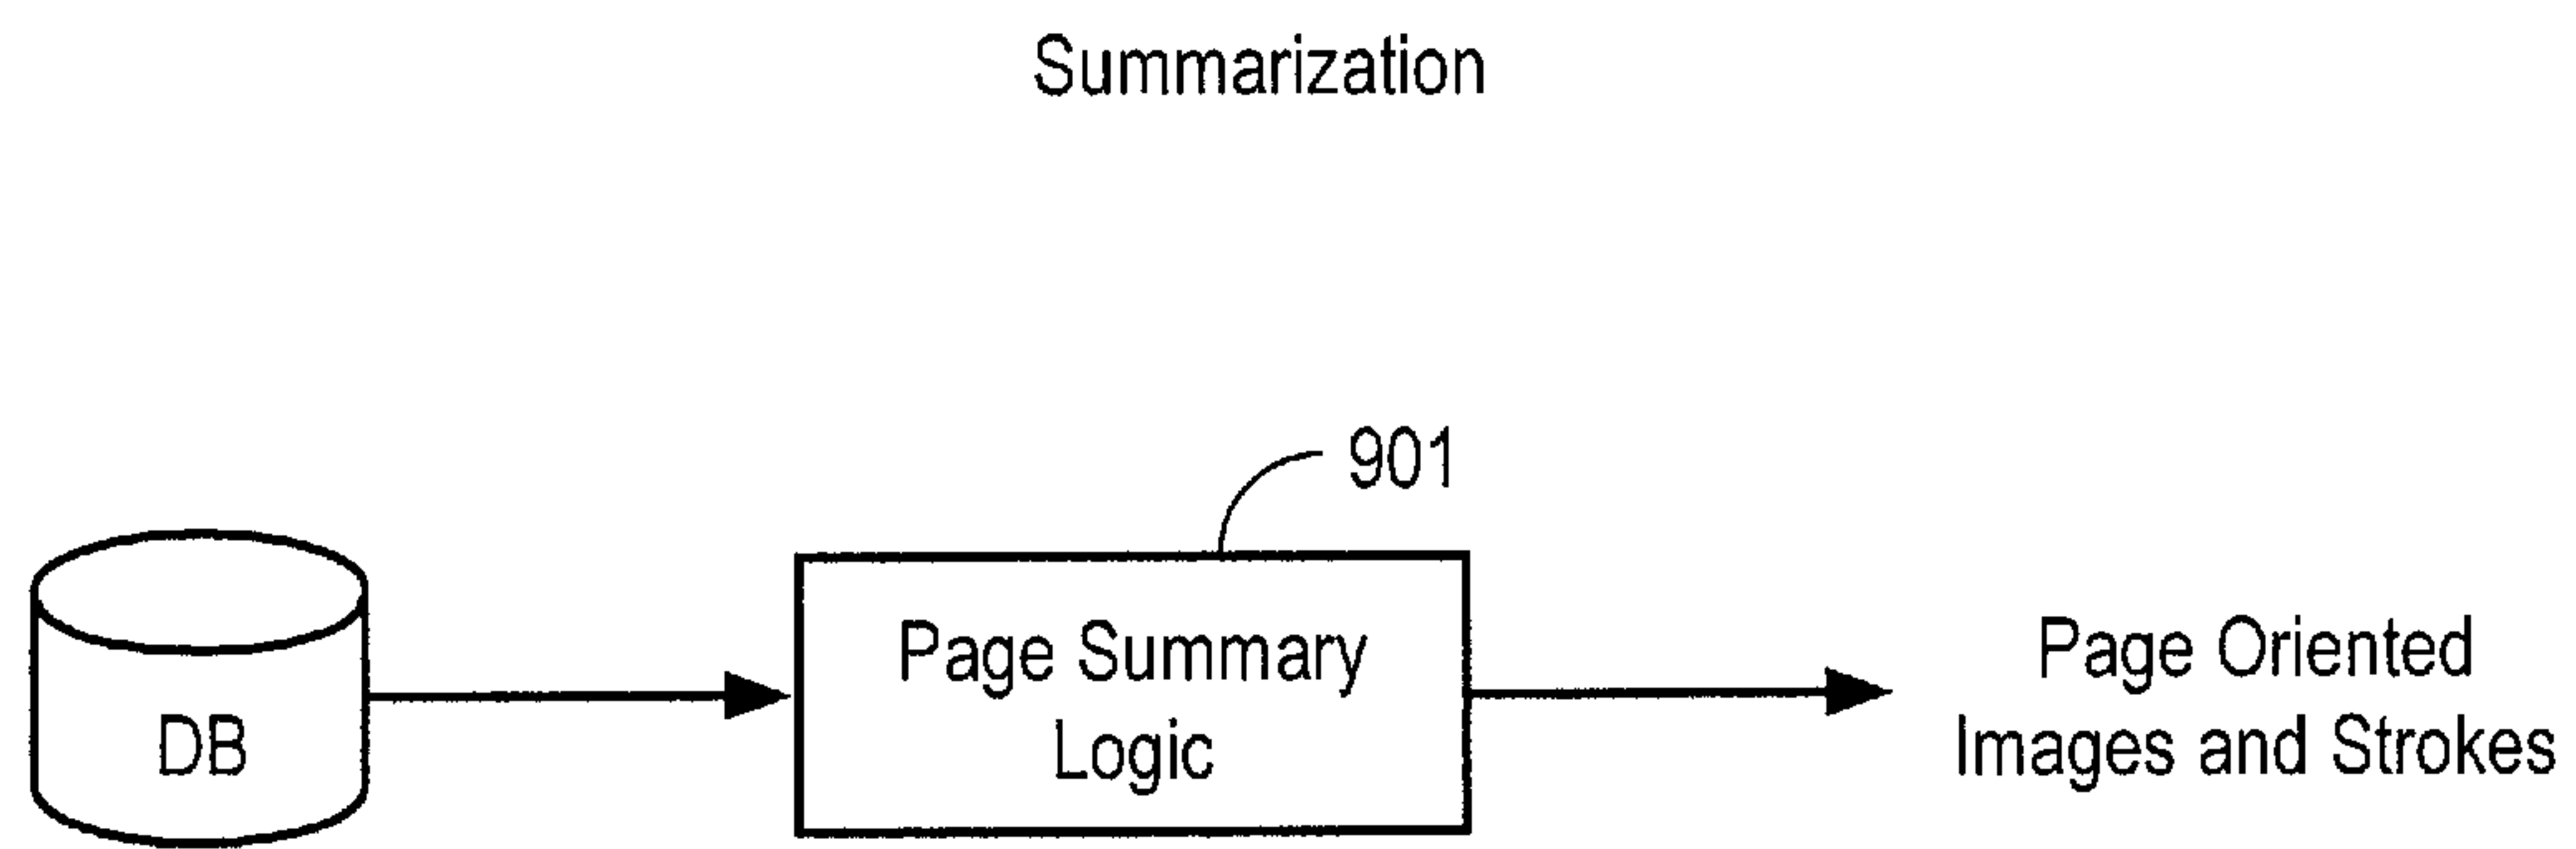 Summarization
901
Page Summary
Logic
DB
Page Oriented
Images and Strokes